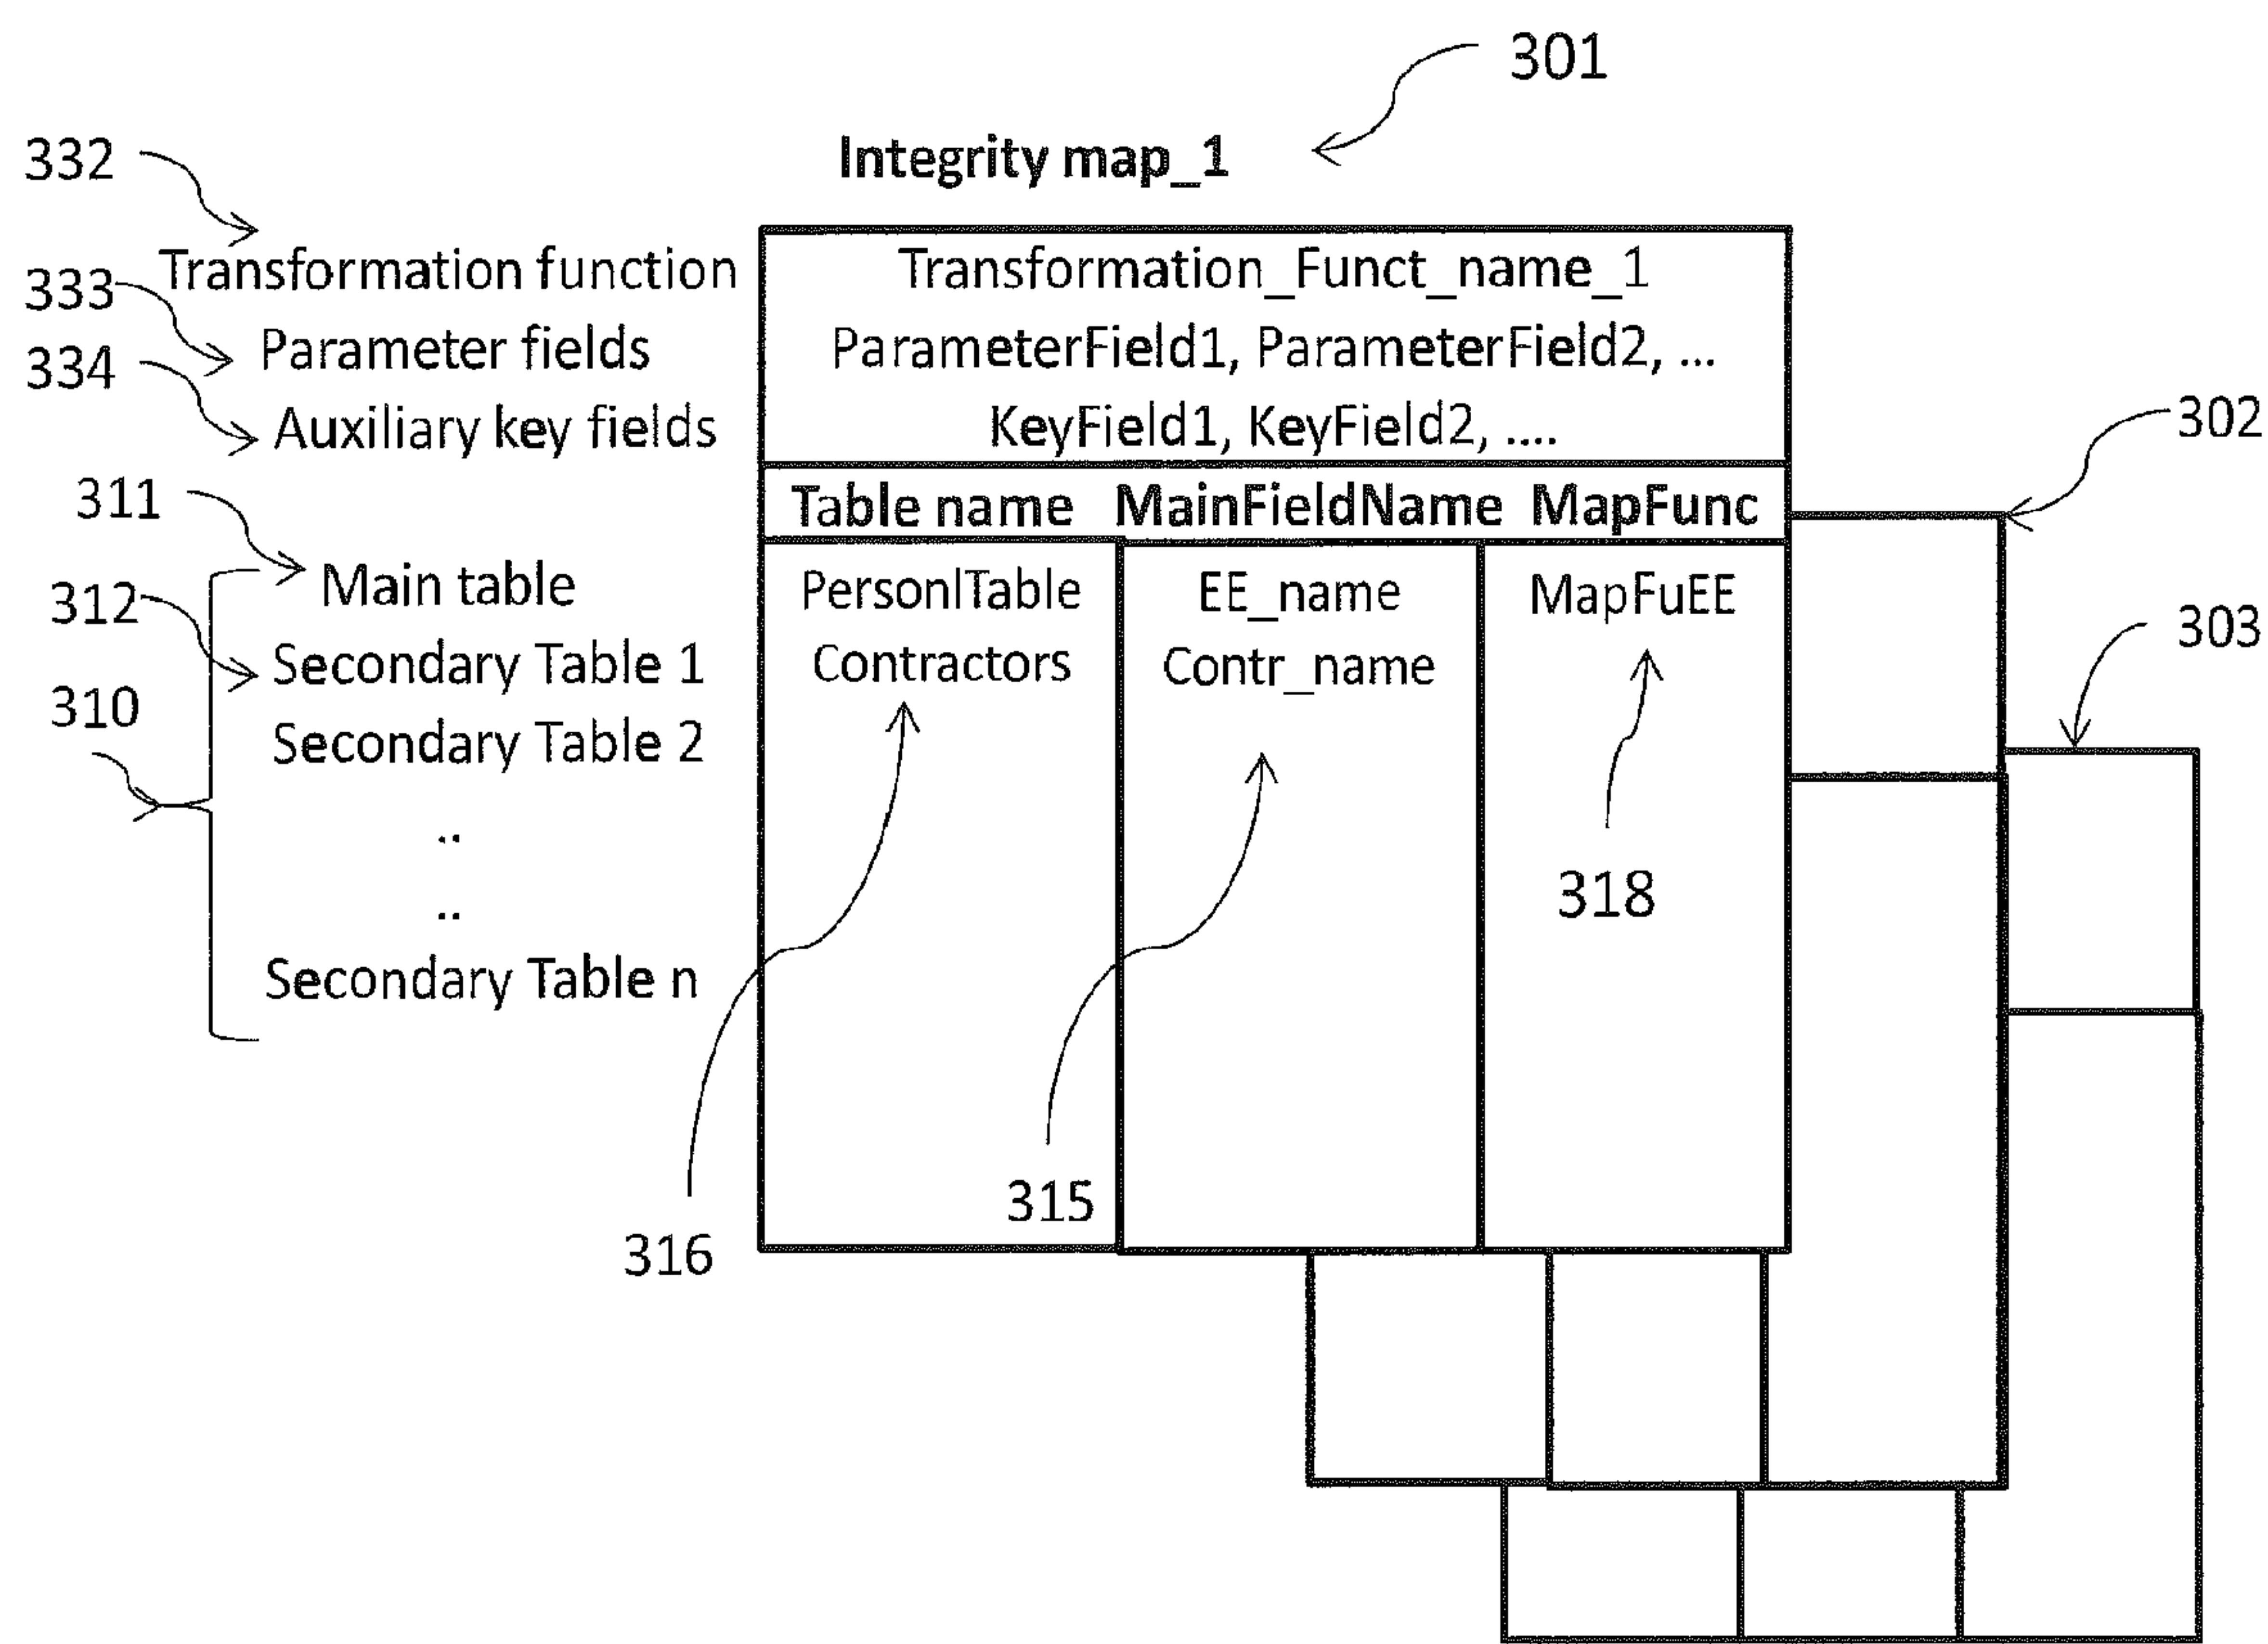 301
Integrity map_1
332
Transformation function Transformation_Funct_name_1
333
Parameter fields ParameterField1, ParameterField2, ...
334
Auxiliary key fields KeyField1, KeyField2, ....
302
311
Table name MainFieldName MapFunc
Main table PersonlTable EE_name MapFuEE
312
303
Secondary Table 1 Contractors Contr_name
310
Secondary Table 2
..
318
..
Secondary Table n
315
316